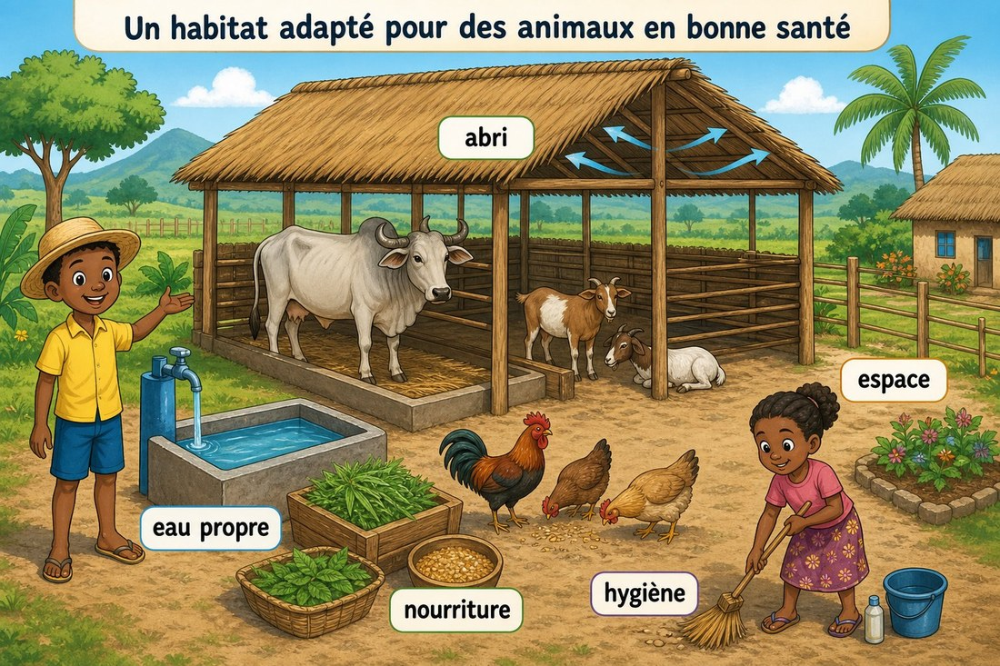 Un habitat adapté pour des animaux en bonne santé
abri
espace
eau propre
nourriture
hygiène